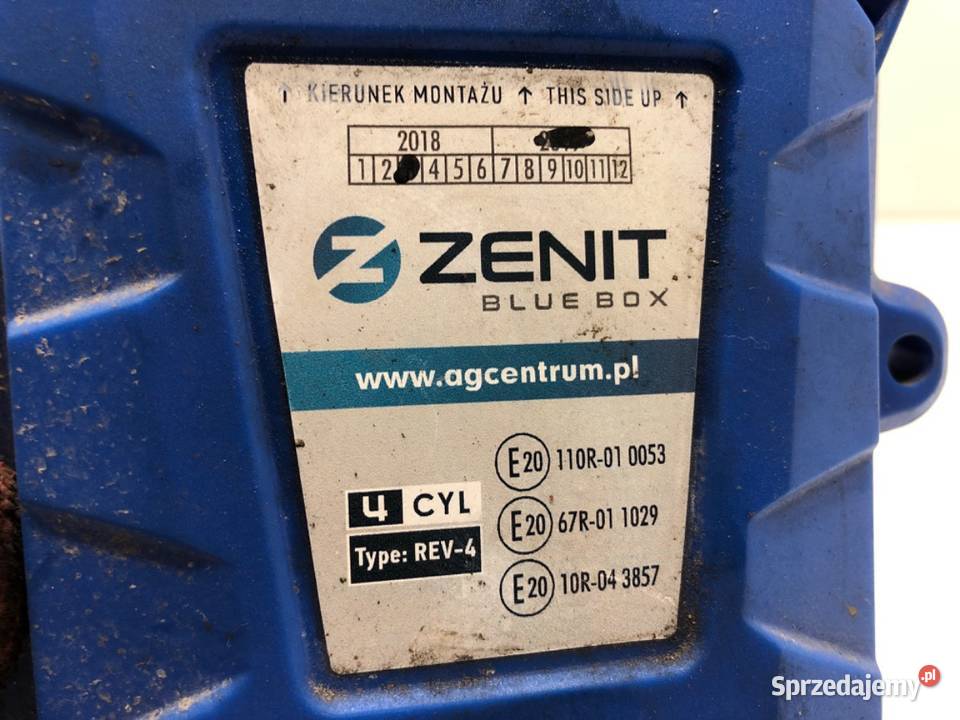 ↑ KIERUNEK MONTAŻU ↑ THIS SIDE UP ↑
2018
1 2 4 5 6 7 8 9 10 11 12
Z ZENIT
BLUE BOX
www.agcentrum.pl
E20 110R-01 0053
4 CYL
E20 67R-01 1029
Type: REV-4
E20 10R-04 3857
Sprzedajemy.pl